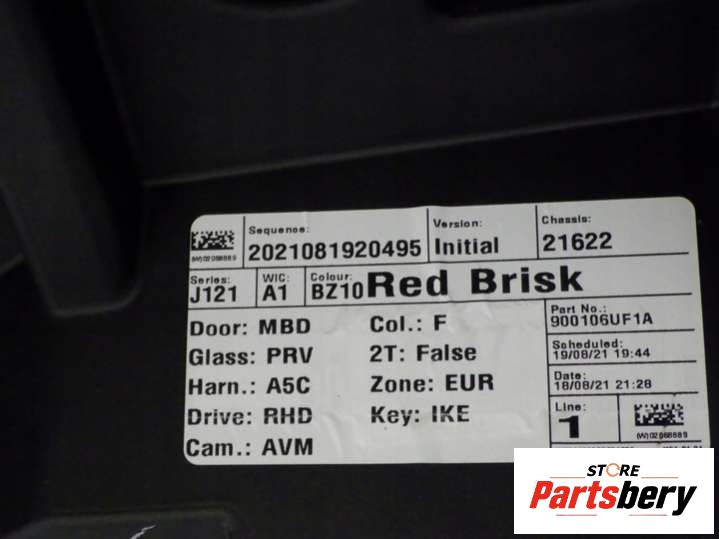 Sequence: Version: Chassis:
2021081920495 Initial 21622
Series: WIC: Colour:
J121 A1 BZ10 Red Brisk
Door: MBD Col.: F
Part No.:
900106UF1A
Glass: PRV 2T: False
Scheduled:
19/08/21 19:44
Harn.: A5C Zone: EUR
Date:
18/08/21 21:28
Drive: RHD Key: IKE
Line:
1
Cam.: AVM
STORE
Partsbery